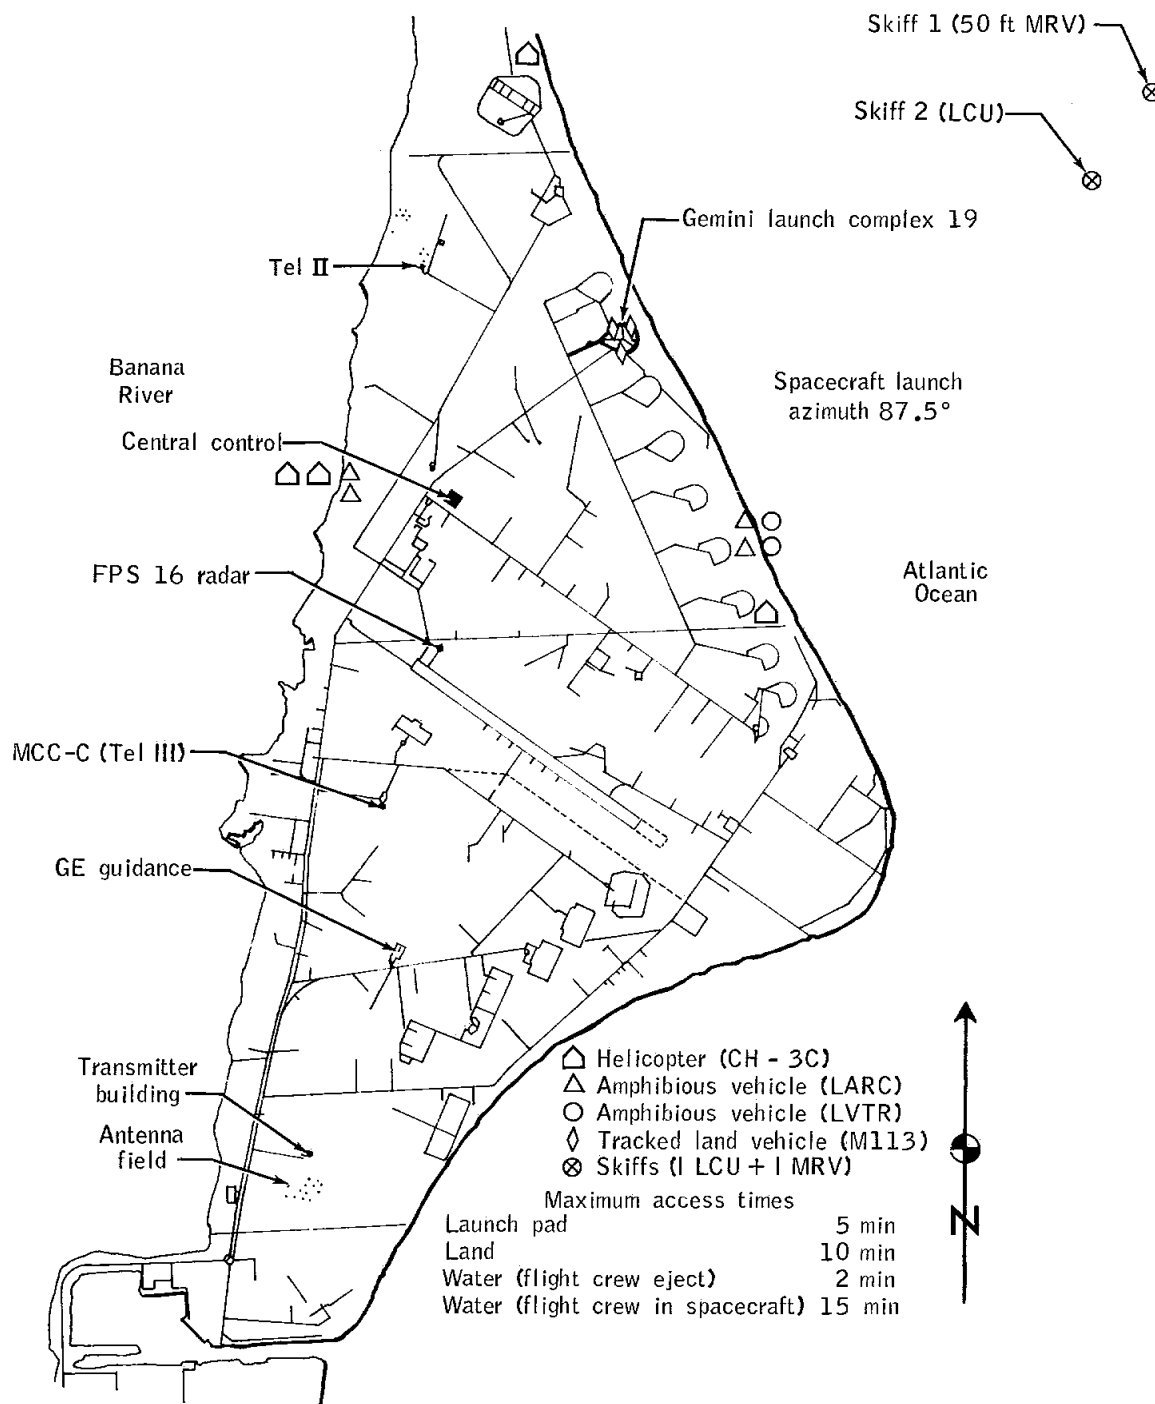 Skiff 1 (50 ft MRV)
Skiff 2 (LCU)
Gemini launch complex 19
Tel II
Banana
River
Spacecraft launch
azimuth 87.5°
Central control
FPS 16 radar
Atlantic
Ocean
MCC-C (Tel III)
GE guidance
Transmitter
building
Antenna
field
Helicopter (CH - 3C)
Amphibious vehicle (LARC)
Amphibious vehicle (LVTR)
Tracked land vehicle (M113)
Skiffs (1 LCU + 1 MRV)
Maximum access times
Launch pad 5 min
Land 10 min
Water (flight crew eject) 2 min
Water (flight crew in spacecraft) 15 min
N